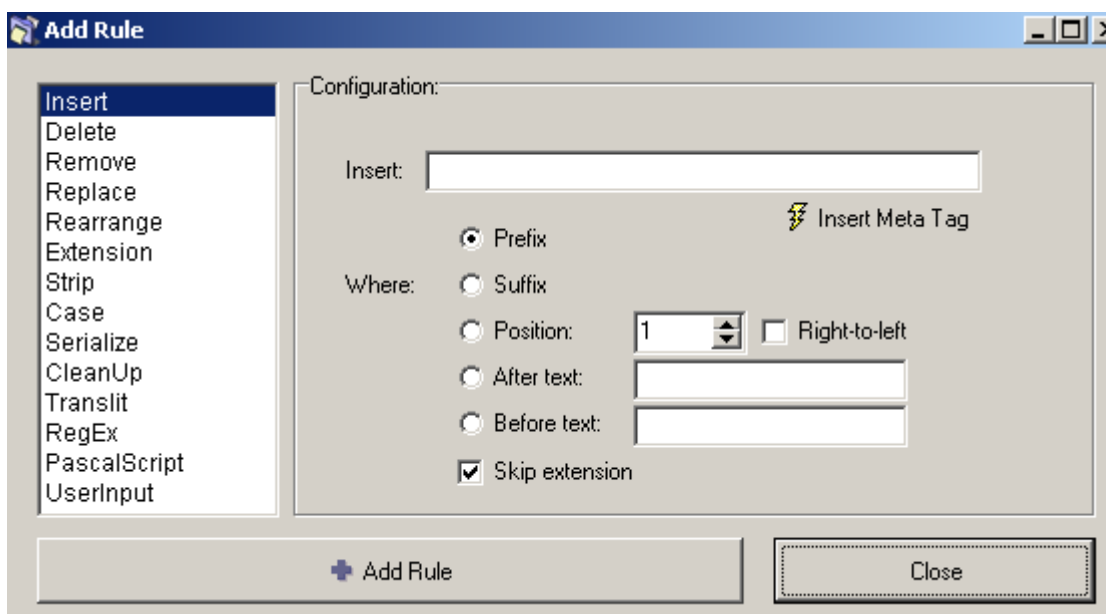 Add Rule
Insert
Delete
Remove
Replace
Rearrange
Extension
Strip
Case
Serialize
CleanUp
Translit
RegEx
PascalScript
UserInput
Configuration:
Insert:
Insert Meta Tag
Where:
Prefix
Suffix
Position: 1 Right-to-left
After text:
Before text:
Skip extension
Add Rule
Close